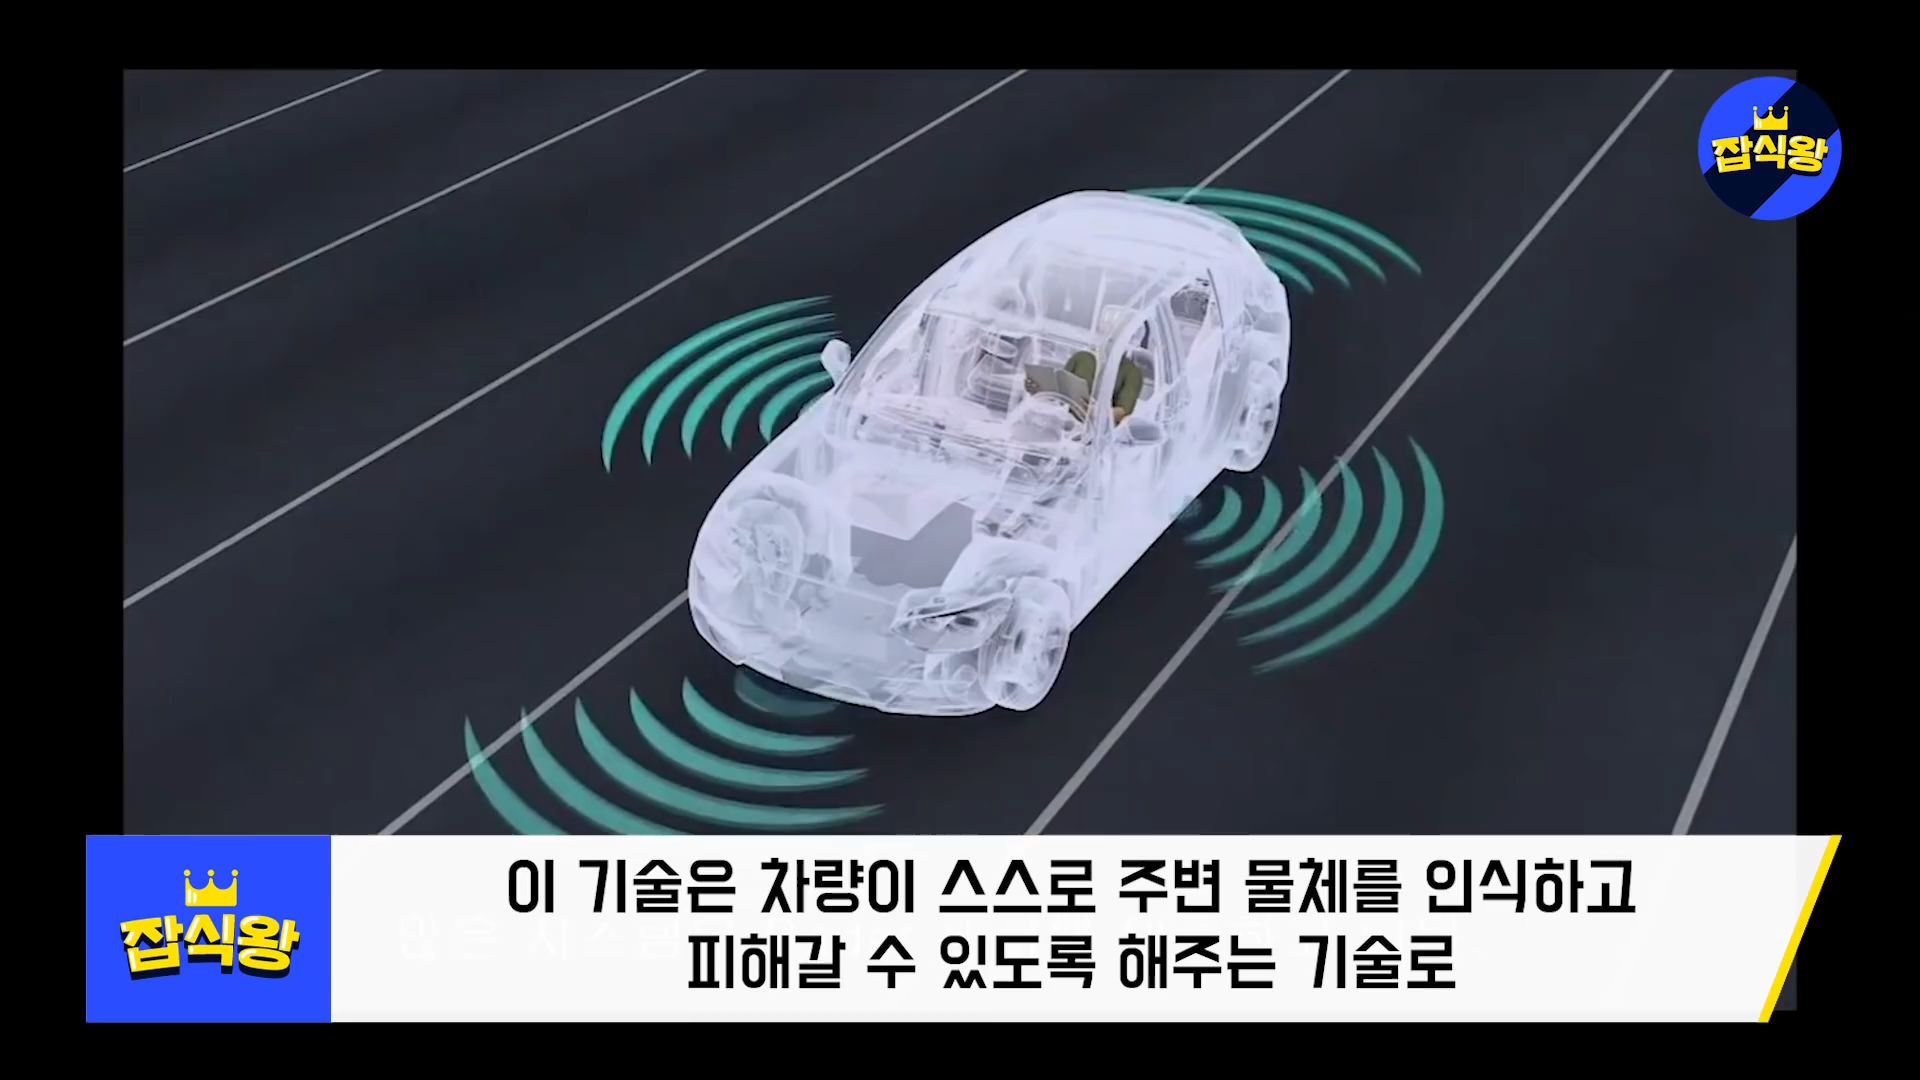 잡식왕
이 기술은 차량이 스스로 주변 물체를 인식하고
피해갈 수 있도록 해주는 기술로
잡식왕